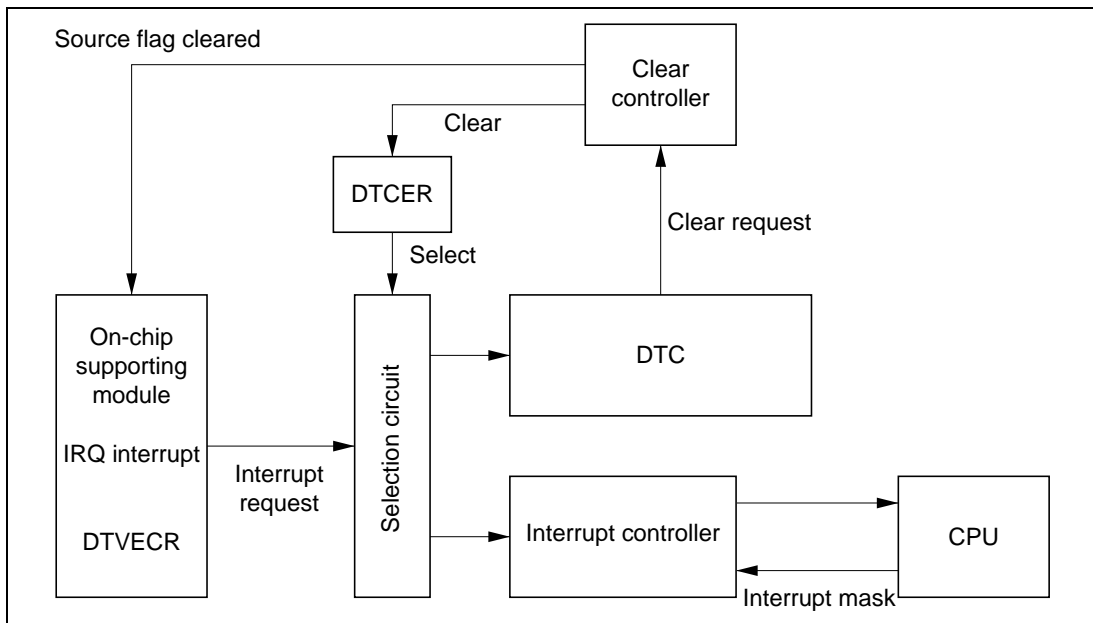 Source flag cleared
Clear
controller
Clear
DTCER
Clear request
Select
On-chip
supporting
module
IRQ interrupt
DTVECR
Interrupt
request
Selection circuit
DTC
Interrupt controller
CPU
Interrupt mask